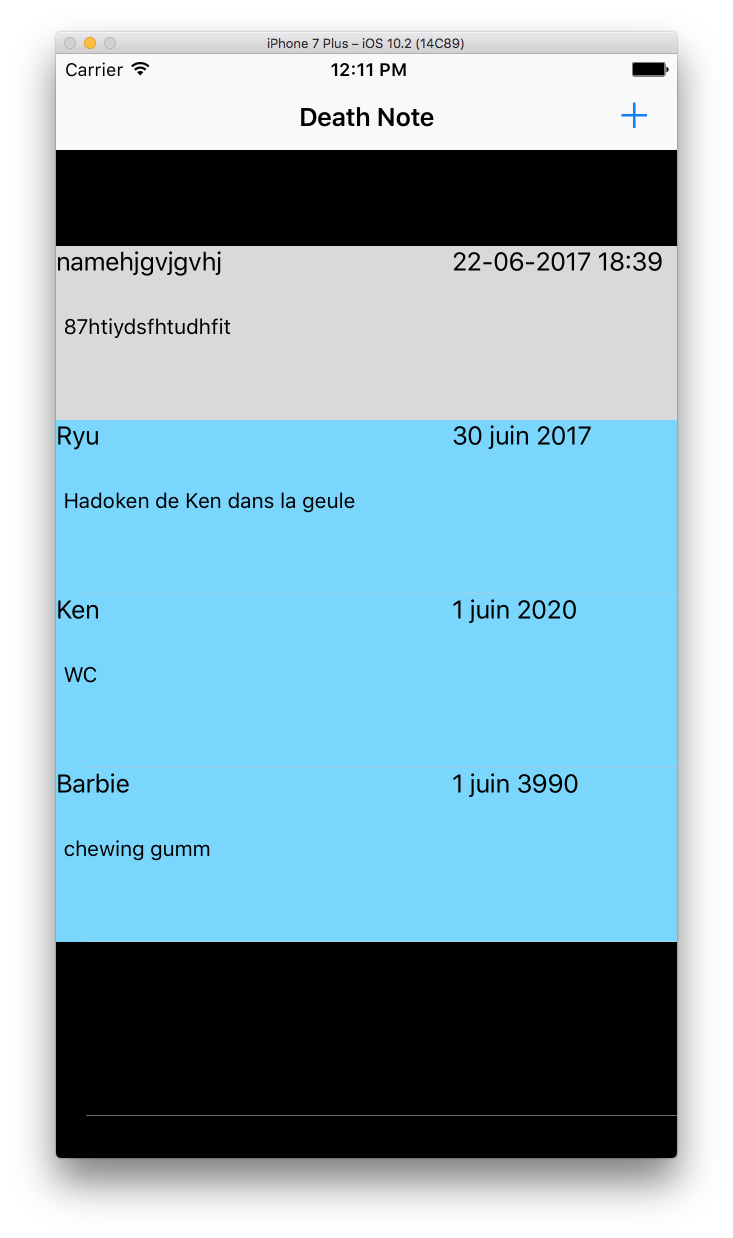 iPhone 7 Plus – iOS 10.2 (14C89)
Carrier 12:11 PM
Death Note
namehjgvjgvhj 22-06-2017 18:39
87htiydsfhtudhfit
Ryu 30 juin 2017
Hadoken de Ken dans la geule
Ken 1 juin 2020
WC
Barbie 1 juin 3990
chewing gumm